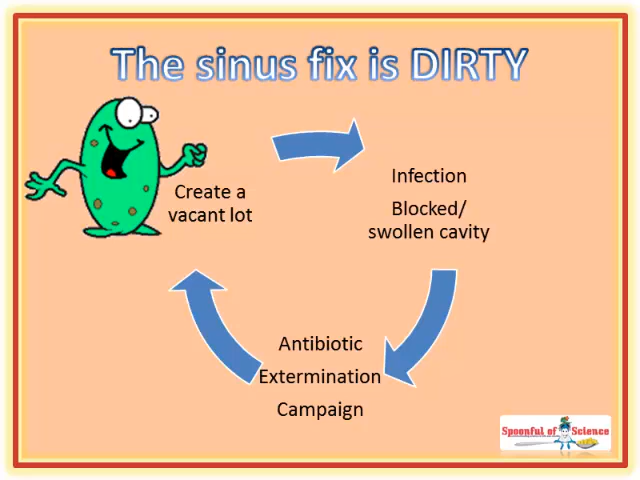 The sinus fix is DIRTY
Infection
Blocked/
swollen cavity
Create a
vacant lot
Antibiotic
Extermination
Campaign
Spoonful of Science